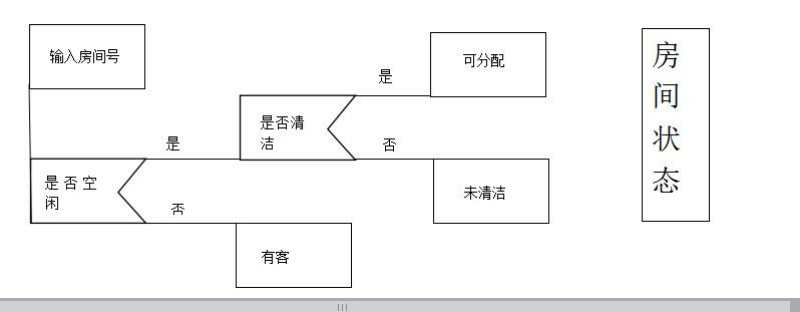 输入房间号
是
可分配
是否清
洁
是
否
是否空
闲
否
未清洁
有客
房
间
状
态